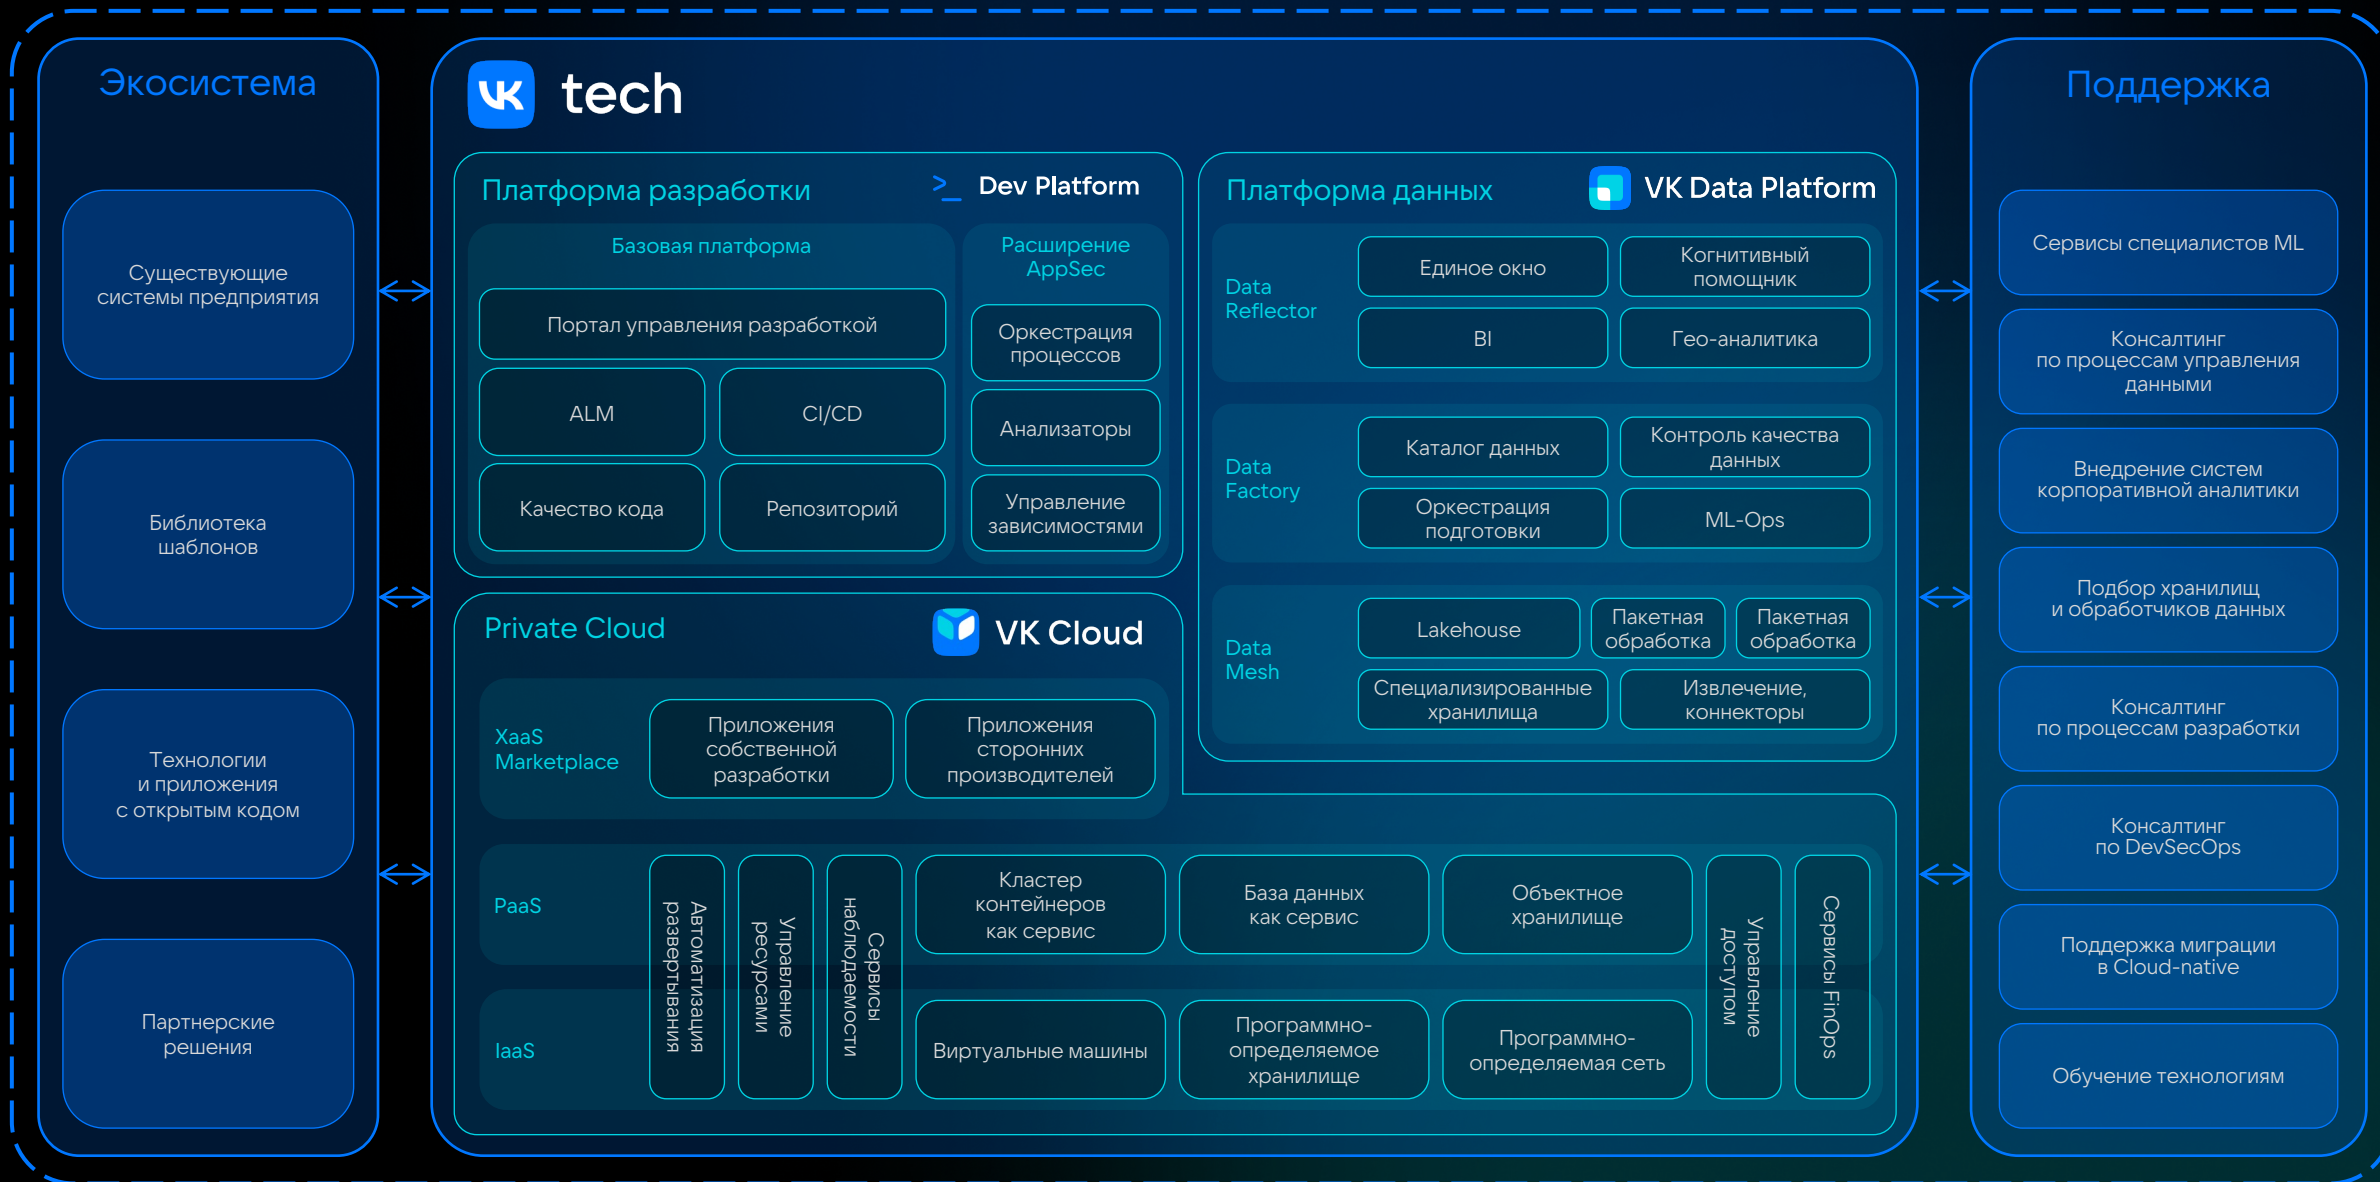 Экосистема
Существующие
системы предприятия
Библиотека
шаблонов
Технологии
и приложения
с открытым кодом
Партнерские
решения
VK tech
Платформа разработки
>_ Dev Platform
Базовая платформа
Портал управления разработкой
ALM
CI/CD
Качество кода
Репозиторий
Расширение
AppSec
Оркестрация
процессов
Анализаторы
Управление
зависимостями
Платформа данных
VK Data Platform
Data
Reflector
Единое окно
Когнитивный
помощник
BI
Гео-аналитика
Data
Factory
Каталог данных
Контроль качества
данных
Оркестрация
подготовки
ML-Ops
Data
Mesh
Lakehouse
Пакетная
обработка
Пакетная
обработка
Специализированные
хранилища
Извлечение,
коннекторы
Private Cloud
VK Cloud
XaaS
Marketplace
Приложения
собственной
разработки
Приложения
сторонних
производителей
PaaS
IaaS
Автоматизация
развертывания
Управление
ресурсами
Сервисы
наблюдаемости
Кластер
контейнеров
как сервис
База данных
как сервис
Объектное
хранилище
Виртуальные машины
Программно-
определяемое
хранилище
Программно-
определяемая сеть
Управление
доступом
Сервисы FinOps
Поддержка
Сервисы специалистов ML
Консалтинг
по процессам управления
данными
Внедрение систем
корпоративной аналитики
Подбор хранилищ
и обработчиков данных
Консалтинг
по процессам разработки
Консалтинг
по DevSecOps
Поддержка миграции
в Cloud-native
Обучение технологиям